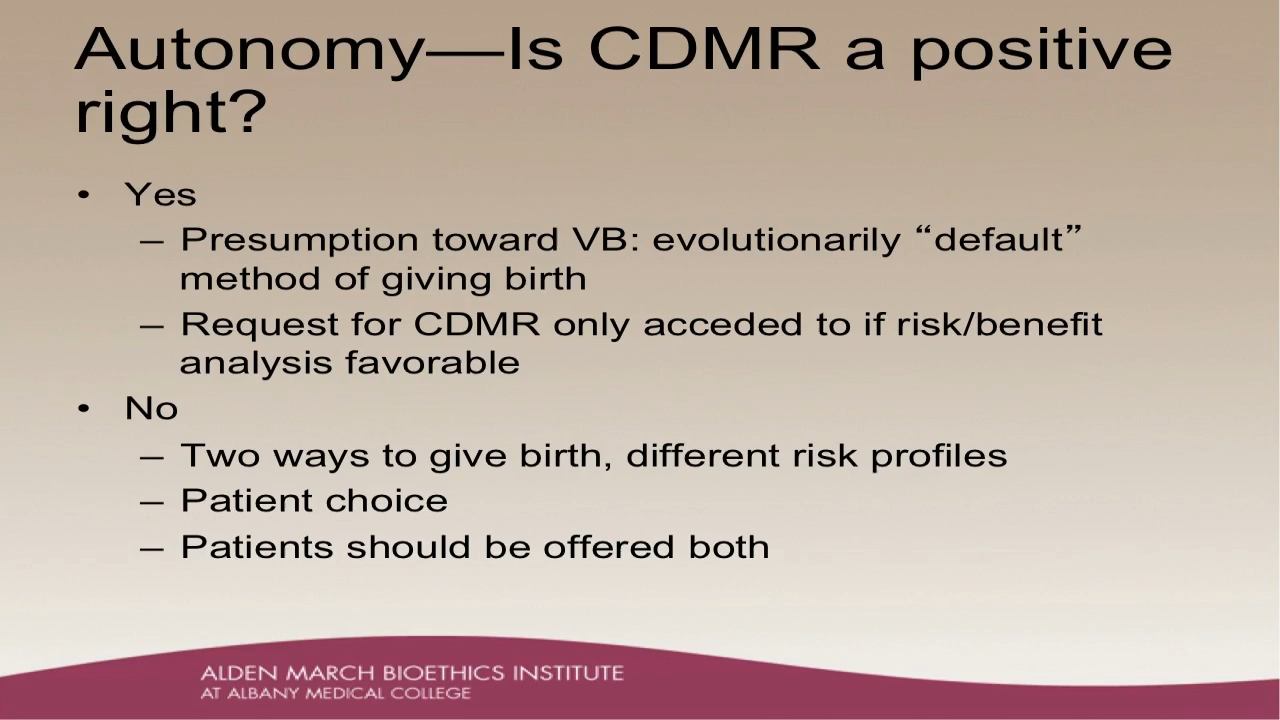 Autonomy—Is CDMR a positive
right?
• Yes
– Presumption toward VB: evolutionarily “default”
method of giving birth
– Request for CDMR only acceded to if risk/benefit
analysis favorable
• No
– Two ways to give birth, different risk profiles
– Patient choice
– Patients should be offered both
ALDEN MARCH BIOETHICS INSTITUTE
AT ALBANY MEDICAL COLLEGE